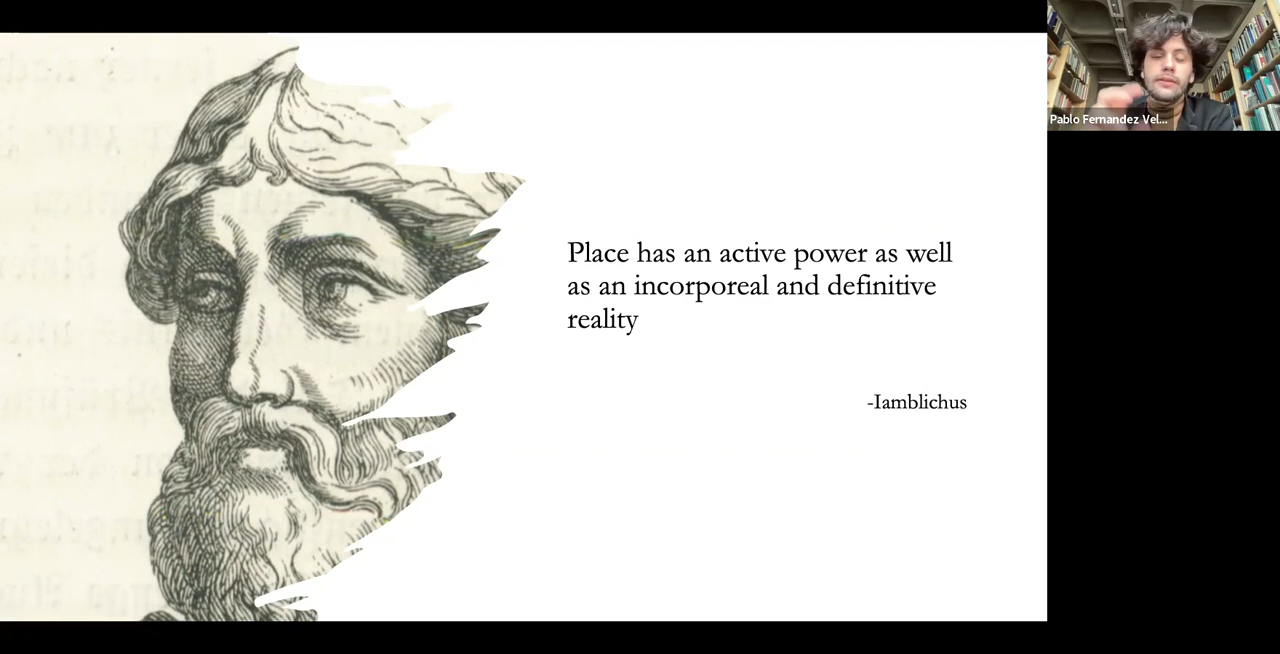 Place has an active power as well
as an incorporeal and definitive
reality
-Iamblichus
Pablo Fernandez Vel...